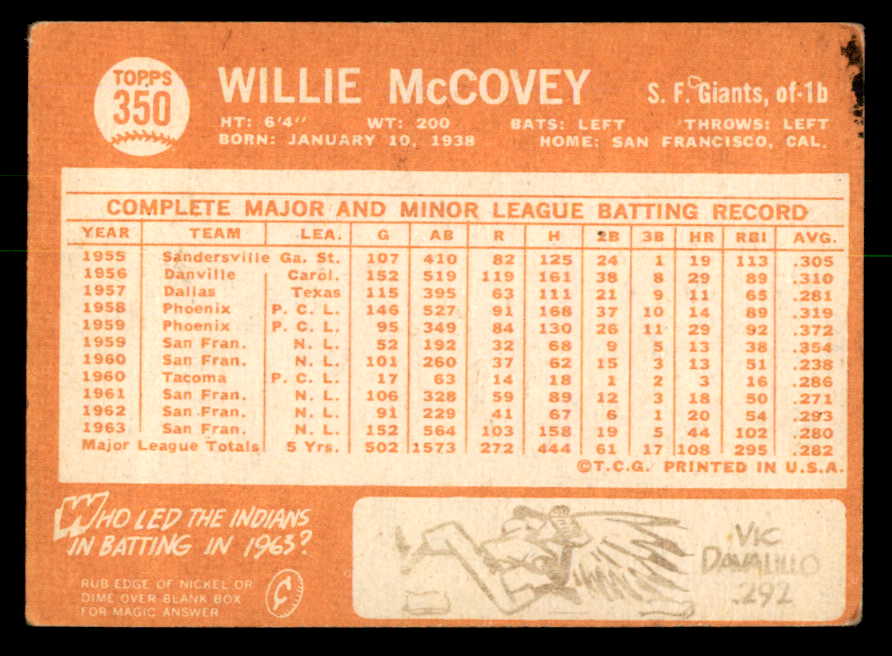 TOPPS
350
WILLIE McCOVEY
S. F. Giants, of-1b
HT: 6'4" WT: 200 BATS: LEFT THROWS: LEFT
BORN: JANUARY 10, 1938 HOME: SAN FRANCISCO, CAL.
COMPLETE MAJOR AND MINOR LEAGUE BATTING RECORD
YEAR TEAM LEA. G AB R H 2B 3B HR RBI AVG.
1955 Sandersville Ga. St. 107 410 82 125 24 1 19 113 .305
1956 Danville Carol. 152 519 119 161 38 8 29 89 .310
1957 Dallas Texas 115 395 63 111 21 9 11 65 .281
1958 Phoenix P. C. L. 146 527 91 168 37 10 14 89 .319
1959 Phoenix P. C. L. 95 349 84 130 26 11 29 92 .372
1959 San Fran. N. L. 52 192 32 68 9 5 13 38 .354
1960 San Fran. N. L. 101 260 37 62 15 3 13 51 .238
1960 Tacoma P. C. L. 17 63 14 18 1 2 3 16 .286
1961 San Fran. N. L. 106 328 59 89 12 3 18 50 .271
1962 San Fran. N. L. 91 229 41 67 6 1 20 54 .293
1963 San Fran. N. L. 152 564 103 158 19 5 44 102 .280
Major League Totals 5 Yrs. 502 1573 272 444 61 17 108 295 .282
©T.C.G. PRINTED IN U.S.A.
WHO LED THE INDIANS
IN BATTING IN 1963?
RUB EDGE OF NICKEL OR
DIME OVER BLANK BOX
FOR MAGIC ANSWER
VIC
DAVALILLO
.292